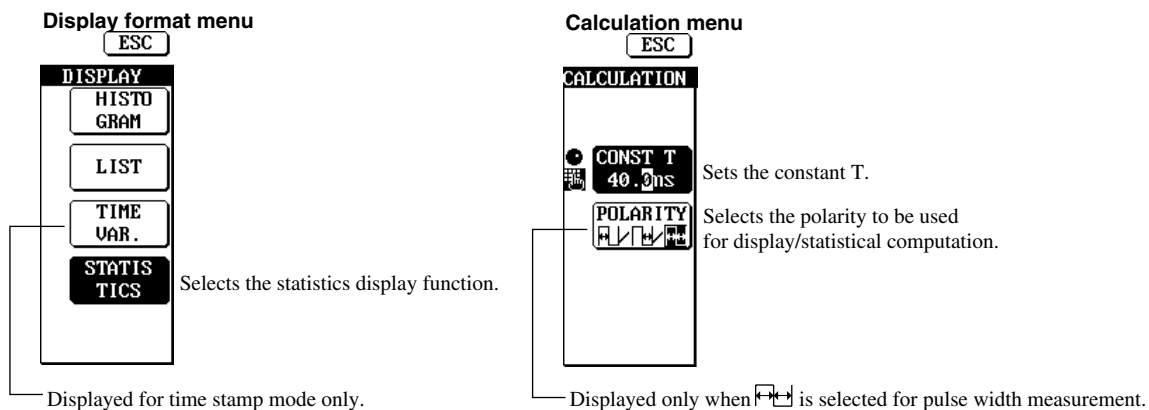 Display format menu
ESC
DISPLAY
HISTO
GRAM
LIST
TIME
VAR.
STATIS
TICS
Selects the statistics display function.
Displayed for time stamp mode only.
Calculation menu
ESC
CALCULATION
CONST T
40.0ns
Sets the constant T.
POLARITY
Selects the polarity to be used
for display/statistical computation.
Displayed only when is selected for pulse width measurement.